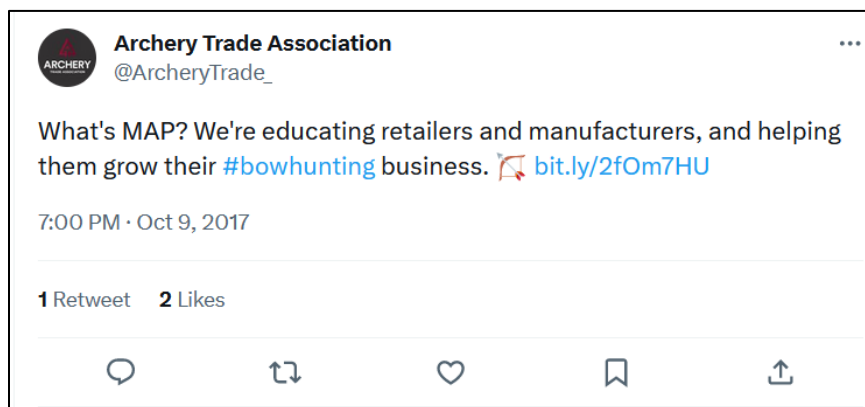 Archery Trade Association
@ArcheryTrade_
ARCHERY
TRADE ASSOCIATION
What's MAP? We're educating retailers and manufacturers, and helping
them grow their #bowhunting business. 🏹 bit.ly/2fOm7HU
7:00 PM · Oct 9, 2017
1 Retweet 2 Likes